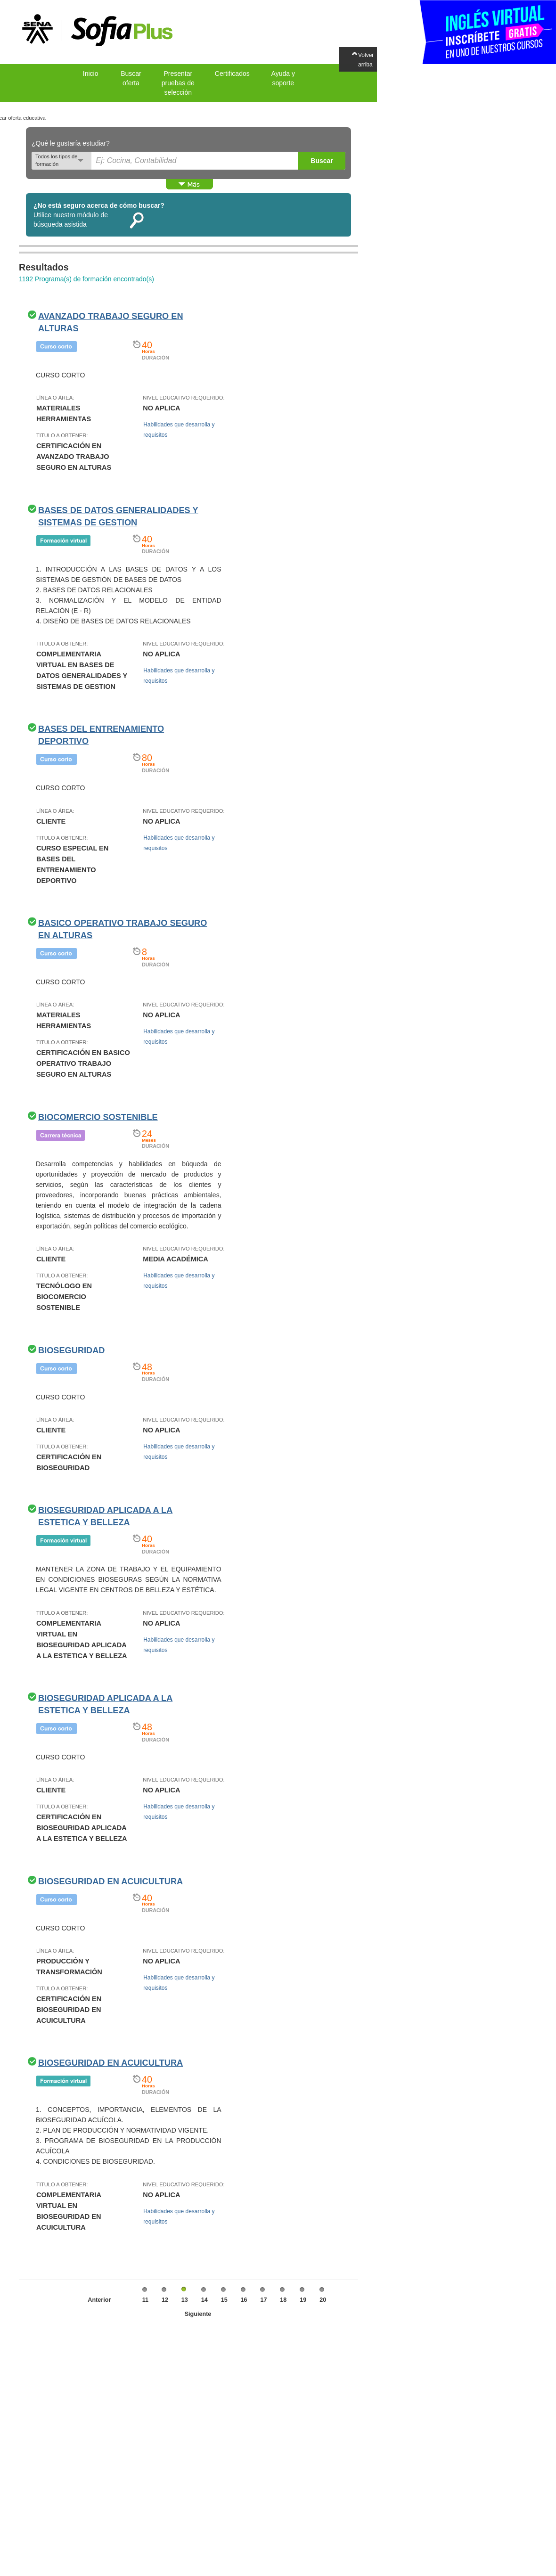 SENA
Sofia Plus
INGLÉS VIRTUAL
INSCRÍBETE GRATIS
EN UNO DE NUESTROS CURSOS
Volver
arriba
Inicio
Buscar
oferta
Presentar
pruebas de
selección
Certificados
Ayuda y
soporte
car oferta educativa
¿Qué le gustaría estudiar?
Todos los tipos de
formación
Ej: Cocina, Contabilidad
Buscar
Más
¿No está seguro acerca de cómo buscar?
Utilice nuestro módulo de
búsqueda asistida
Resultados
1192 Programa(s) de formación encontrado(s)
AVANZADO TRABAJO SEGURO EN
ALTURAS
Curso corto
40
Horas
DURACIÓN
CURSO CORTO
LÍNEA O ÁREA:
MATERIALES
HERRAMIENTAS
TITULO A OBTENER:
CERTIFICACIÓN EN
AVANZADO TRABAJO
SEGURO EN ALTURAS
NIVEL EDUCATIVO REQUERIDO:
NO APLICA
Habilidades que desarrolla y
requisitos
BASES DE DATOS GENERALIDADES Y
SISTEMAS DE GESTION
Formación virtual
40
Horas
DURACIÓN
1. INTRODUCCIÓN A LAS BASES DE DATOS Y A LOS
SISTEMAS DE GESTIÓN DE BASES DE DATOS
2. BASES DE DATOS RELACIONALES
3. NORMALIZACIÓN Y EL MODELO DE ENTIDAD
RELACIÓN (E - R)
4. DISEÑO DE BASES DE DATOS RELACIONALES
TITULO A OBTENER:
COMPLEMENTARIA
VIRTUAL EN BASES DE
DATOS GENERALIDADES Y
SISTEMAS DE GESTION
NIVEL EDUCATIVO REQUERIDO:
NO APLICA
Habilidades que desarrolla y
requisitos
BASES DEL ENTRENAMIENTO
DEPORTIVO
Curso corto
80
Horas
DURACIÓN
CURSO CORTO
LÍNEA O ÁREA:
CLIENTE
TITULO A OBTENER:
CURSO ESPECIAL EN
BASES DEL
ENTRENAMIENTO
DEPORTIVO
NIVEL EDUCATIVO REQUERIDO:
NO APLICA
Habilidades que desarrolla y
requisitos
BASICO OPERATIVO TRABAJO SEGURO
EN ALTURAS
Curso corto
8
Horas
DURACIÓN
CURSO CORTO
LÍNEA O ÁREA:
MATERIALES
HERRAMIENTAS
TITULO A OBTENER:
CERTIFICACIÓN EN BASICO
OPERATIVO TRABAJO
SEGURO EN ALTURAS
NIVEL EDUCATIVO REQUERIDO:
NO APLICA
Habilidades que desarrolla y
requisitos
BIOCOMERCIO SOSTENIBLE
Carrera técnica
24
Meses
DURACIÓN
Desarrolla competencias y habilidades en búqueda de
oportunidades y proyección de mercado de productos y
servicios, según las características de los clientes y
proveedores, incorporando buenas prácticas ambientales,
teniendo en cuenta el modelo de integración de la cadena
logística, sistemas de distribución y procesos de importación y
exportación, según políticas del comercio ecológico.
LÍNEA O ÁREA:
CLIENTE
TITULO A OBTENER:
TECNÓLOGO EN
BIOCOMERCIO
SOSTENIBLE
NIVEL EDUCATIVO REQUERIDO:
MEDIA ACADÉMICA
Habilidades que desarrolla y
requisitos
BIOSEGURIDAD
Curso corto
48
Horas
DURACIÓN
CURSO CORTO
LÍNEA O ÁREA:
CLIENTE
TITULO A OBTENER:
CERTIFICACIÓN EN
BIOSEGURIDAD
NIVEL EDUCATIVO REQUERIDO:
NO APLICA
Habilidades que desarrolla y
requisitos
BIOSEGURIDAD APLICADA A LA
ESTETICA Y BELLEZA
Formación virtual
40
Horas
DURACIÓN
MANTENER LA ZONA DE TRABAJO Y EL EQUIPAMIENTO
EN CONDICIONES BIOSEGURAS SEGÚN LA NORMATIVA
LEGAL VIGENTE EN CENTROS DE BELLEZA Y ESTÉTICA.
TITULO A OBTENER:
COMPLEMENTARIA
VIRTUAL EN
BIOSEGURIDAD APLICADA
A LA ESTETICA Y BELLEZA
NIVEL EDUCATIVO REQUERIDO:
NO APLICA
Habilidades que desarrolla y
requisitos
BIOSEGURIDAD APLICADA A LA
ESTETICA Y BELLEZA
Curso corto
48
Horas
DURACIÓN
CURSO CORTO
LÍNEA O ÁREA:
CLIENTE
TITULO A OBTENER:
CERTIFICACIÓN EN
BIOSEGURIDAD APLICADA
A LA ESTETICA Y BELLEZA
NIVEL EDUCATIVO REQUERIDO:
NO APLICA
Habilidades que desarrolla y
requisitos
BIOSEGURIDAD EN ACUICULTURA
Curso corto
40
Horas
DURACIÓN
CURSO CORTO
LÍNEA O ÁREA:
PRODUCCIÓN Y
TRANSFORMACIÓN
TITULO A OBTENER:
CERTIFICACIÓN EN
BIOSEGURIDAD EN
ACUICULTURA
NIVEL EDUCATIVO REQUERIDO:
NO APLICA
Habilidades que desarrolla y
requisitos
BIOSEGURIDAD EN ACUICULTURA
Formación virtual
40
Horas
DURACIÓN
1. CONCEPTOS, IMPORTANCIA, ELEMENTOS DE LA
BIOSEGURIDAD ACUÍCOLA.
2. PLAN DE PRODUCCIÓN Y NORMATIVIDAD VIGENTE.
3. PROGRAMA DE BIOSEGURIDAD EN LA PRODUCCIÓN
ACUÍCOLA
4. CONDICIONES DE BIOSEGURIDAD.
TITULO A OBTENER:
COMPLEMENTARIA
VIRTUAL EN
BIOSEGURIDAD EN
ACUICULTURA
NIVEL EDUCATIVO REQUERIDO:
NO APLICA
Habilidades que desarrolla y
requisitos
Anterior 11 12 13 14 15 16 17 18 19 20
Siguiente